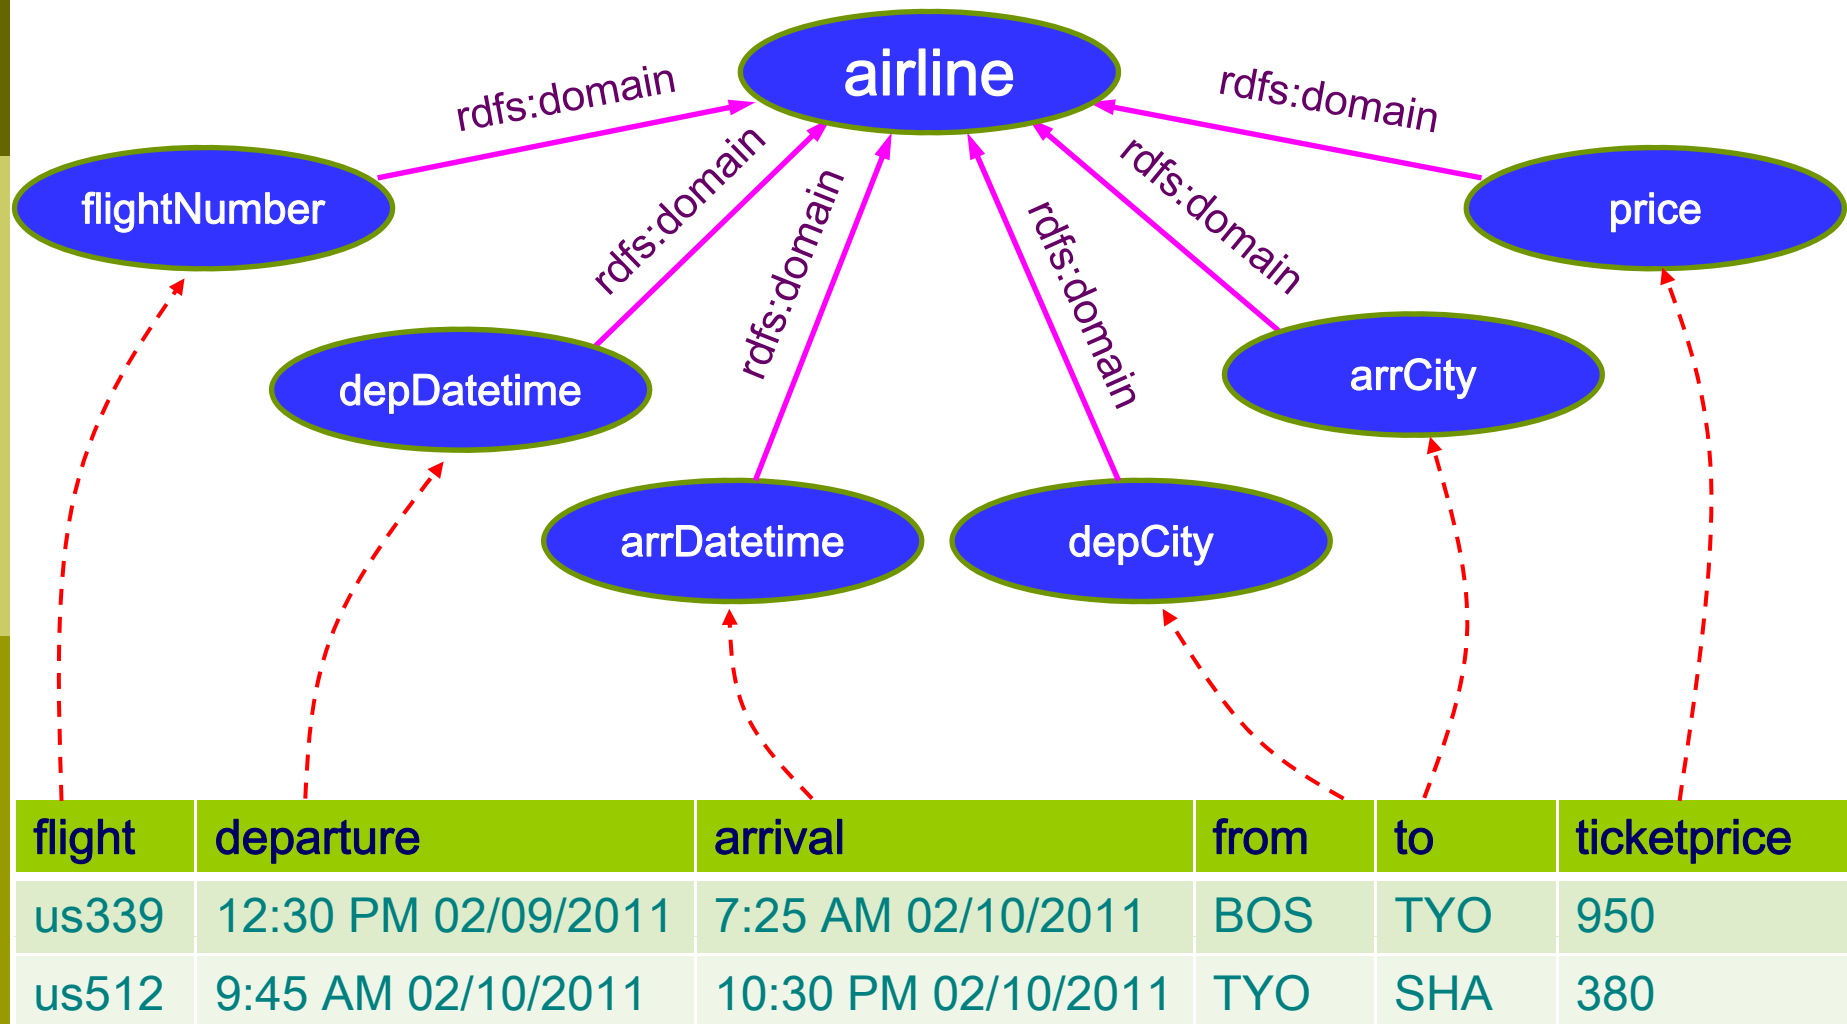 airline
rdfs:domain
rdfs:domain
rdfs:domain
rdfs:domain
rdfs:domain
rdfs:domain
flightNumber
price
depDatetime
arrCity
arrDatetime
depCity
flight departure arrival from to ticketprice
us339 12:30 PM 02/09/2011 7:25 AM 02/10/2011 BOS TYO 950
us512 9:45 AM 02/10/2011 10:30 PM 02/10/2011 TYO SHA 380